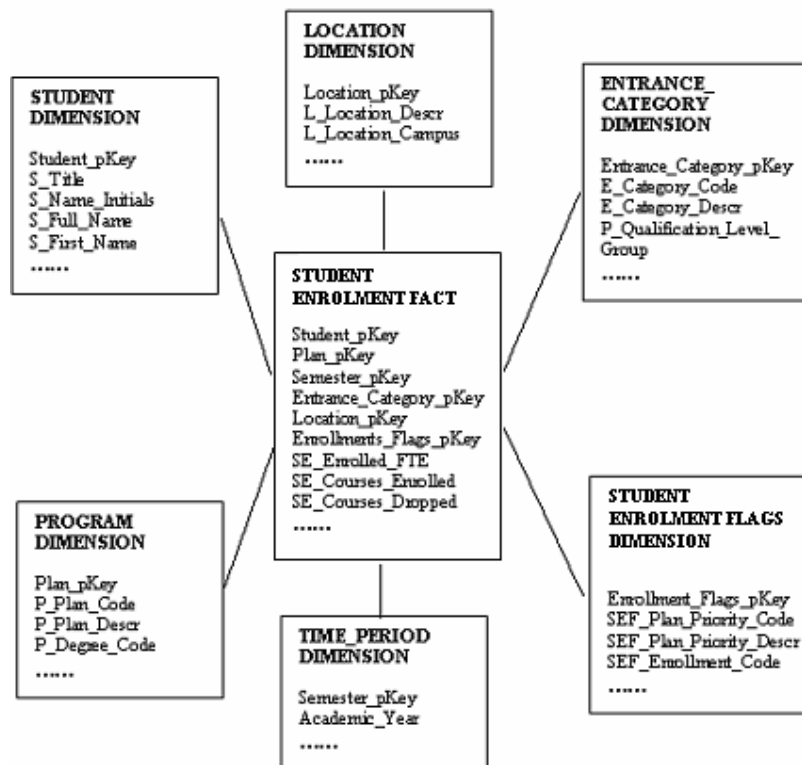 LOCATION
DIMENSION
Location_pKey
L_Location_Descr
L_Location_Campus
......
STUDENT
DIMENSION
Student_pKey
S_Title
S_Name_Initials
S_Full_Name
S_First_Name
......
ENTRANCE_
CATEGORY
DIMENSION
Entrance_Category_pKey
E_Category_Code
E_Category_Descr
P_Qualification_Level_
Group
......
STUDENT
ENROLMENT FACT
Student_pKey
Plan_pKey
Semester_pKey
Entrance_Category_pKey
Location_pKey
Enrollments_Flags_pKey
SE_Enrolled_FTE
SE_Courses_Enrolled
SE_Courses_Dropped
......
PROGRAM
DIMENSION
Plan_pKey
P_Plan_Code
P_Plan_Descr
P_Degree_Code
......
TIME_PERIOD
DIMENSION
Semester_pKey
Academic_Year
......
STUDENT
ENROLMENT FLAGS
DIMENSION
Enrollment_Flags_pKey
SEF_Plan_Priority_Code
SEF_Plan_Priority_Descr
SEF_Enrollment_Code
......